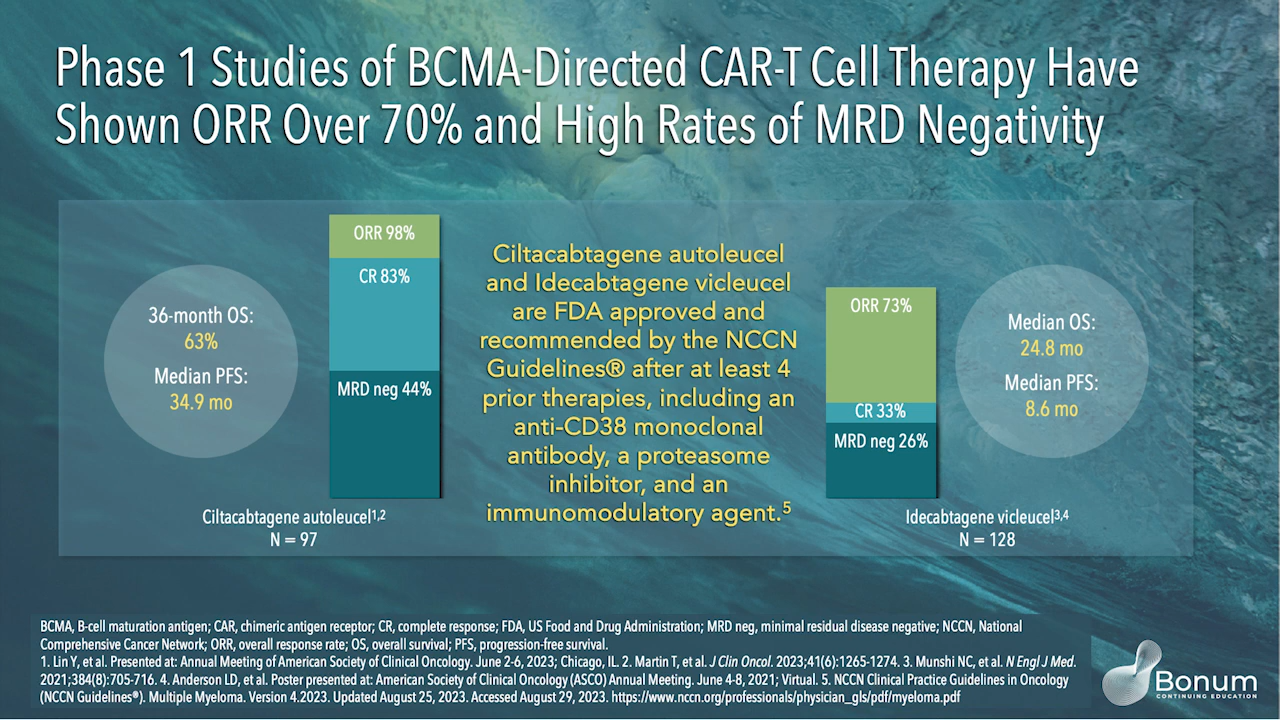 Phase 1 Studies of BCMA-Directed CAR-T Cell Therapy Have
Shown ORR Over 70% and High Rates of MRD Negativity
36-month OS:
63%
Median PFS:
34.9 mo
ORR 98%
CR 83%
MRD neg 44%
Ciltacabtagene autoleucel1,2
N = 97
Ciltacabtagene autoleucel
and Idecabtagene vicleucel
are FDA approved and
recommended by the NCCN
Guidelines® after at least 4
prior therapies, including an
anti-CD38 monoclonal
antibody, a proteasome
inhibitor, and an
immunomodulatory agent.5
ORR 73%
CR 33%
MRD neg 26%
Median OS:
24.8 mo
Median PFS:
8.6 mo
Idecabtagene vicleucel3,4
N = 128
BCMA, B-cell maturation antigen; CAR, chimeric antigen receptor; CR, complete response; FDA, US Food and Drug Administration; MRD neg, minimal residual disease negative; NCCN, National
Comprehensive Cancer Network; ORR, overall response rate; OS, overall survival; PFS, progression-free survival.
1. Lin Y, et al. Presented at: Annual Meeting of American Society of Clinical Oncology. June 2-6, 2023; Chicago, IL. 2. Martin T, et al. J Clin Oncol. 2023;41(6):1265-1274. 3. Munshi NC, et al. N Engl J Med.
2021;384(8):705-716. 4. Anderson LD, et al. Poster presented at: American Society of Clinical Oncology (ASCO) Annual Meeting. June 4-8, 2021; Virtual. 5. NCCN Clinical Practice Guidelines in Oncology
(NCCN Guidelines®). Multiple Myeloma. Version 4.2023. Updated August 25, 2023. Accessed August 29, 2023. https://www.nccn.org/professionals/physician_gls/pdf/myeloma.pdf
Bonum
CONTINUING EDUCATION